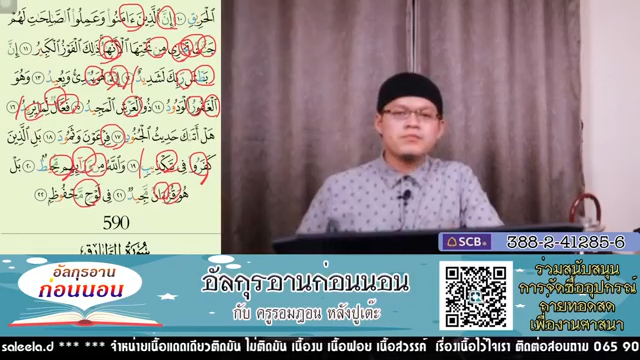 الْحَرِيقِ ١٠ إِنَّ الَّذِينَ ءَامَنُوا وَعَمِلُوا الصَّالِحَاتِ لَهُمْ
جَنَّاتٌ تَجْرِي مِن تَحْتِهَا الْأَنْهَارُ ذَٰلِكَ الْفَوْزُ الْكَبِيرُ ١١ إِنَّ
بَطْشَ رَبِّكَ لَشَدِيدٌ ١٢ إِنَّهُ هُوَ يُبْدِئُ وَيُعِيدُ ١٣ وَهُوَ
الْغَفُورُ الْوَدُودُ ١٤ ذُو الْعَرْشِ الْمَجِيدُ ١٥ فَعَّالٌ لِّمَا يُرِيدُ ١٦
هَلْ أَتَاكَ حَدِيثُ الْجُنُودِ ١٧ فِرْعَوْنَ وَثَمُودَ ١٨ بَلِ الَّذِينَ
كَفَرُوا فِي تَكْذِيبٍ ١٩ وَاللَّهُ مِن وَرَائِهِم مُّحِيطٌ ٢٠ بَلْ
هُوَ قُرْءَانٌ مَّجِيدٌ ٢١ فِي لَوْحٍ مَّحْفُوظٍ ٢٢
590
SCB 388-2-41285-6
อัลกุรอาน
ก่อนนอน
อัลกุรอานก่อนนอน
กับ ครูรอมฎอน หลังปูเต๊ะ
ร่วมสนับสนุน
การจัดซื้ออุปกรณ์
ถ่ายทอดสด
เพื่องานศาสนา
saleela.d *** *** จำหน่ายเนื้อแดดเดียวติดมัน ไม่ติดมัน เนื้องบ เนื้อฝอย เนื้อสวรรค์ เรื่องเนื้อไว้ใจเรา ติดต่อสอบถาม 065 90